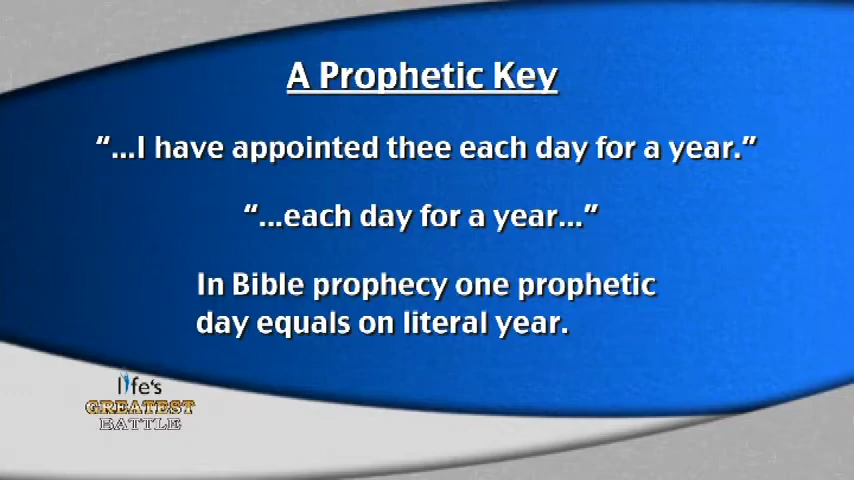 A Prophetic Key
“...I have appointed thee each day for a year.”
“...each day for a year...”
In Bible prophecy one prophetic
day equals on literal year.
life's
GREATEST
BATTLE